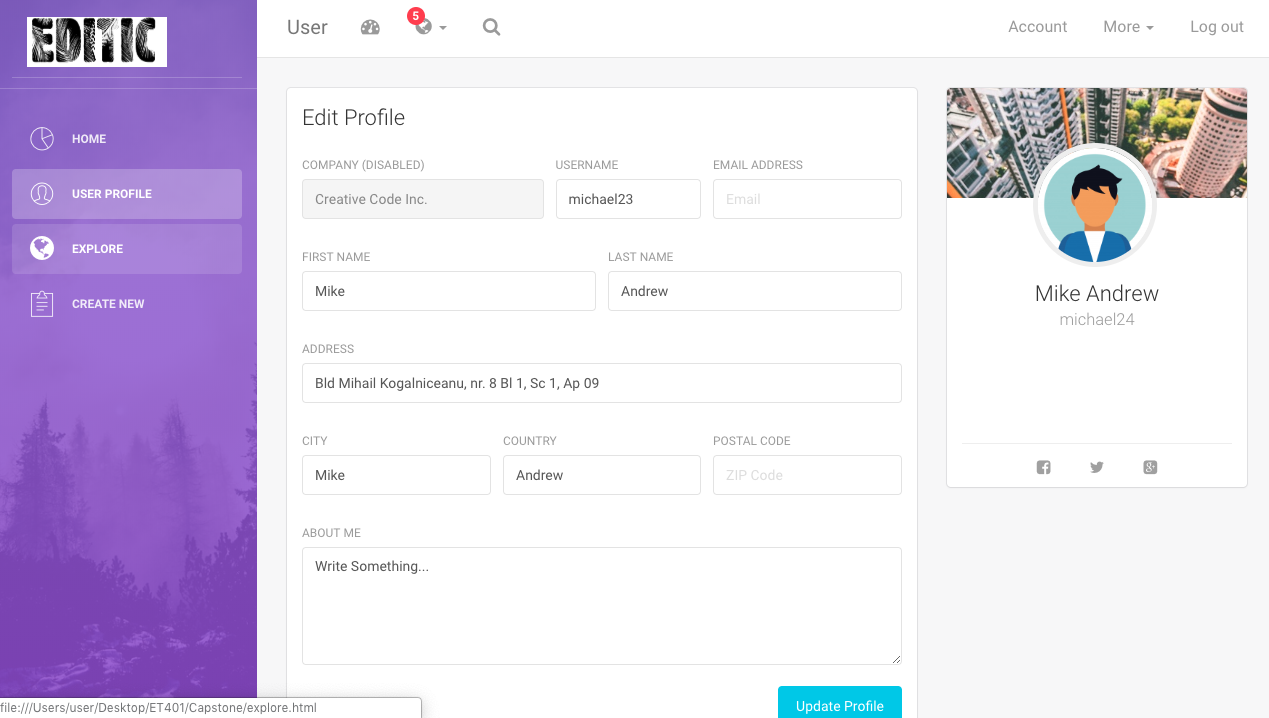 EDITIC
User
5
Account
More
Log out
HOME
USER PROFILE
EXPLORE
CREATE NEW
Edit Profile
COMPANY (DISABLED)
USERNAME
EMAIL ADDRESS
Creative Code Inc.
michael23
Email
FIRST NAME
LAST NAME
Mike
Andrew
ADDRESS
Bld Mihail Kogalniceanu, nr. 8 Bl 1, Sc 1, Ap 09
CITY
COUNTRY
POSTAL CODE
Mike
Andrew
ZIP Code
ABOUT ME
Write Something...
Update Profile
Mike Andrew
michael24
file:///Users/user/Desktop/ET401/Capstone/explore.html